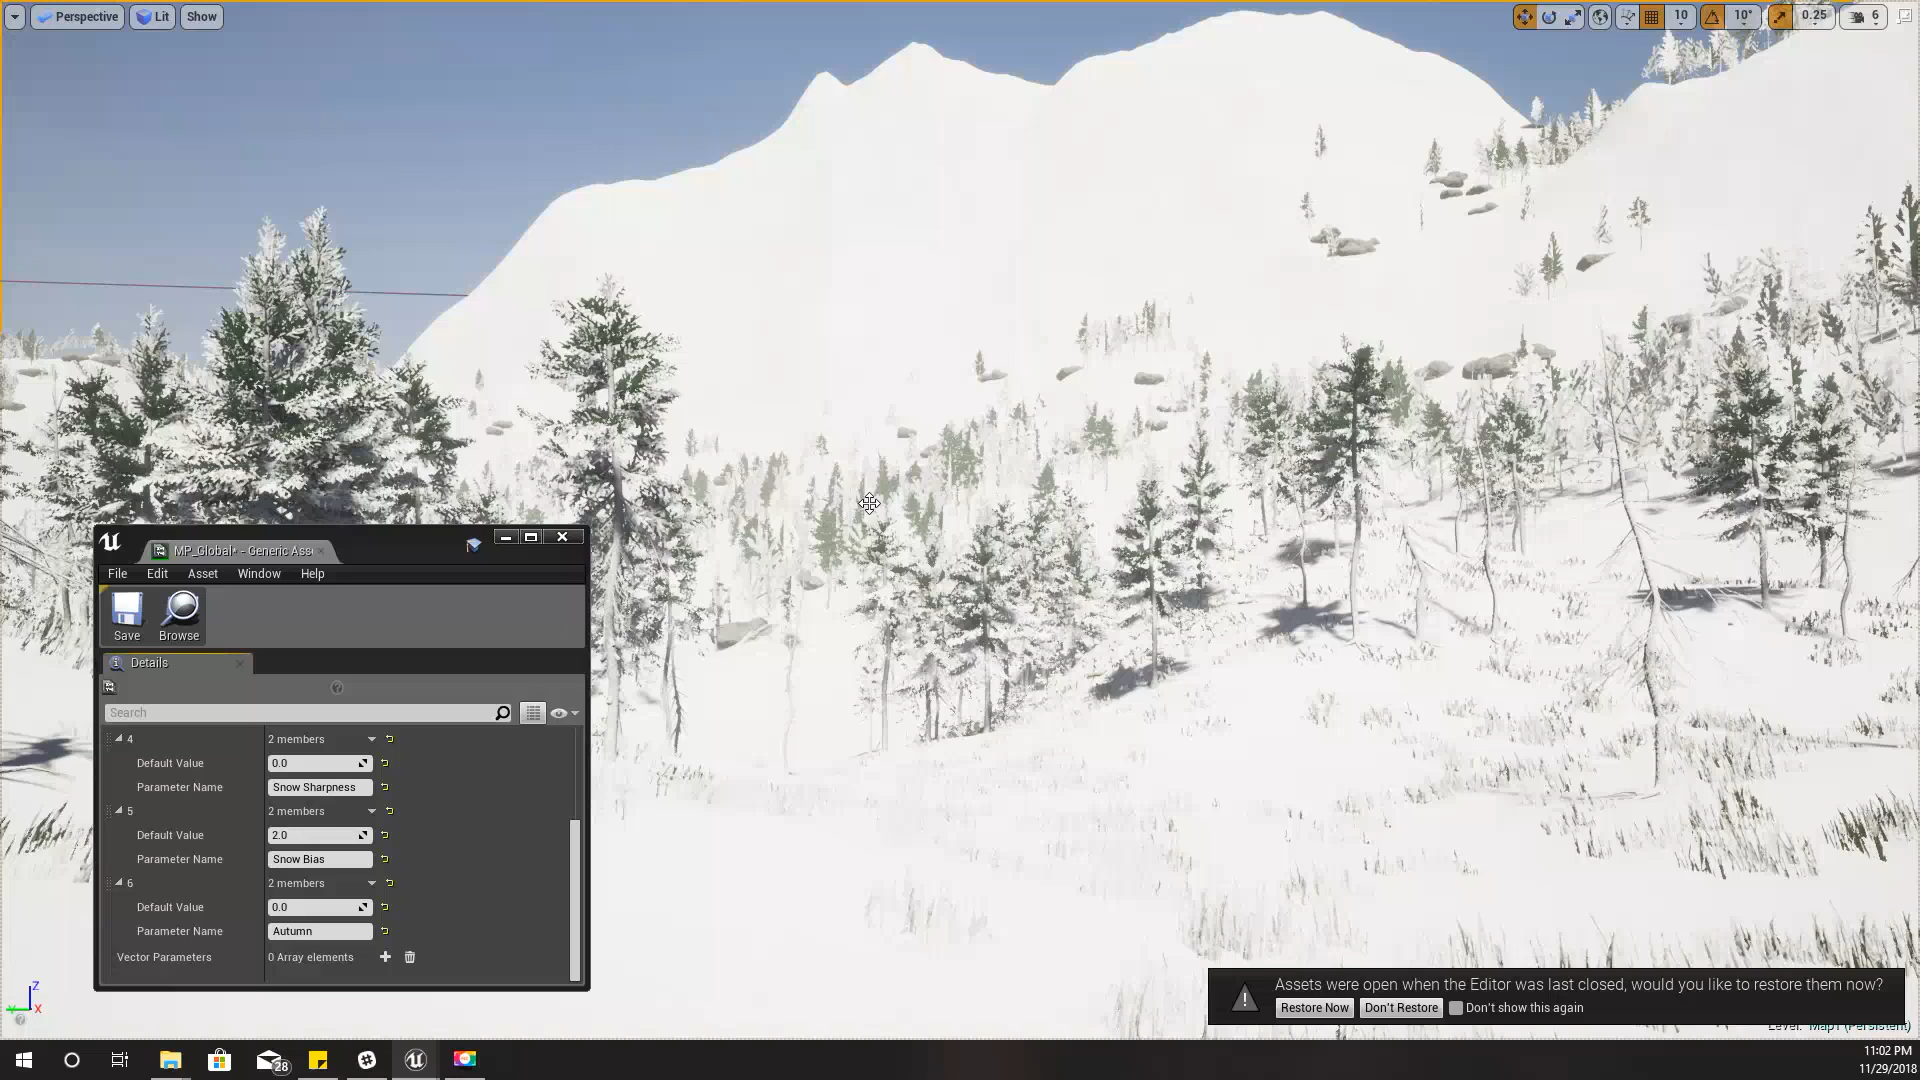 Perspective Lit Show 10 10° 0.25 6
MP_Global* - Generic Ass
File Edit Asset Window Help
Save Browse
Details
Search
4 2 members
Default Value 0.0
Parameter Name Snow Sharpness
5 2 members
Default Value 2.0
Parameter Name Snow Bias
6 2 members
Default Value 0.0
Parameter Name Autumn
Vector Parameters 0 Array elements
Z
Y X
Assets were open when the Editor was last closed, would you like to restore them now?
Restore Now Don't Restore Don't show this again
Level: Map1 (Persistent)
28
11:02 PM
11/29/2018